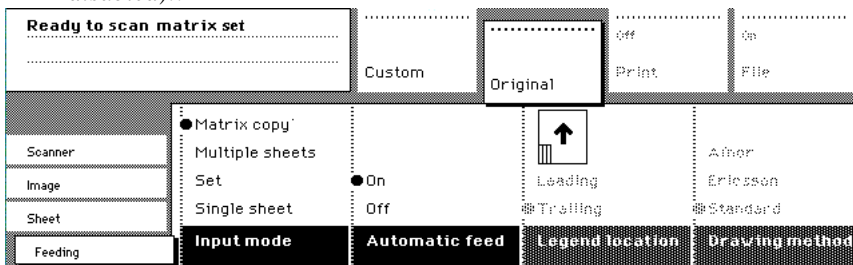 Ready to scan matrix set
Custom
Original
Off
Print
On
File
Scanner
Image
Sheet
Feeding
Matrix copy
Multiple sheets
Set
Single sheet
Input mode
On
Off
Automatic feed
Leading
Trailing
Legend location
Afnor
Ericsson
Standard
Drawing method